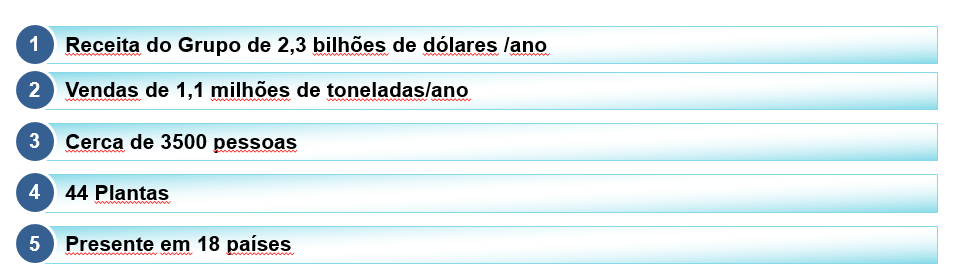 1 Receita do Grupo de 2,3 bilhões de dólares /ano
2 Vendas de 1,1 milhões de toneladas/ano
3 Cerca de 3500 pessoas
4 44 Plantas
5 Presente em 18 países